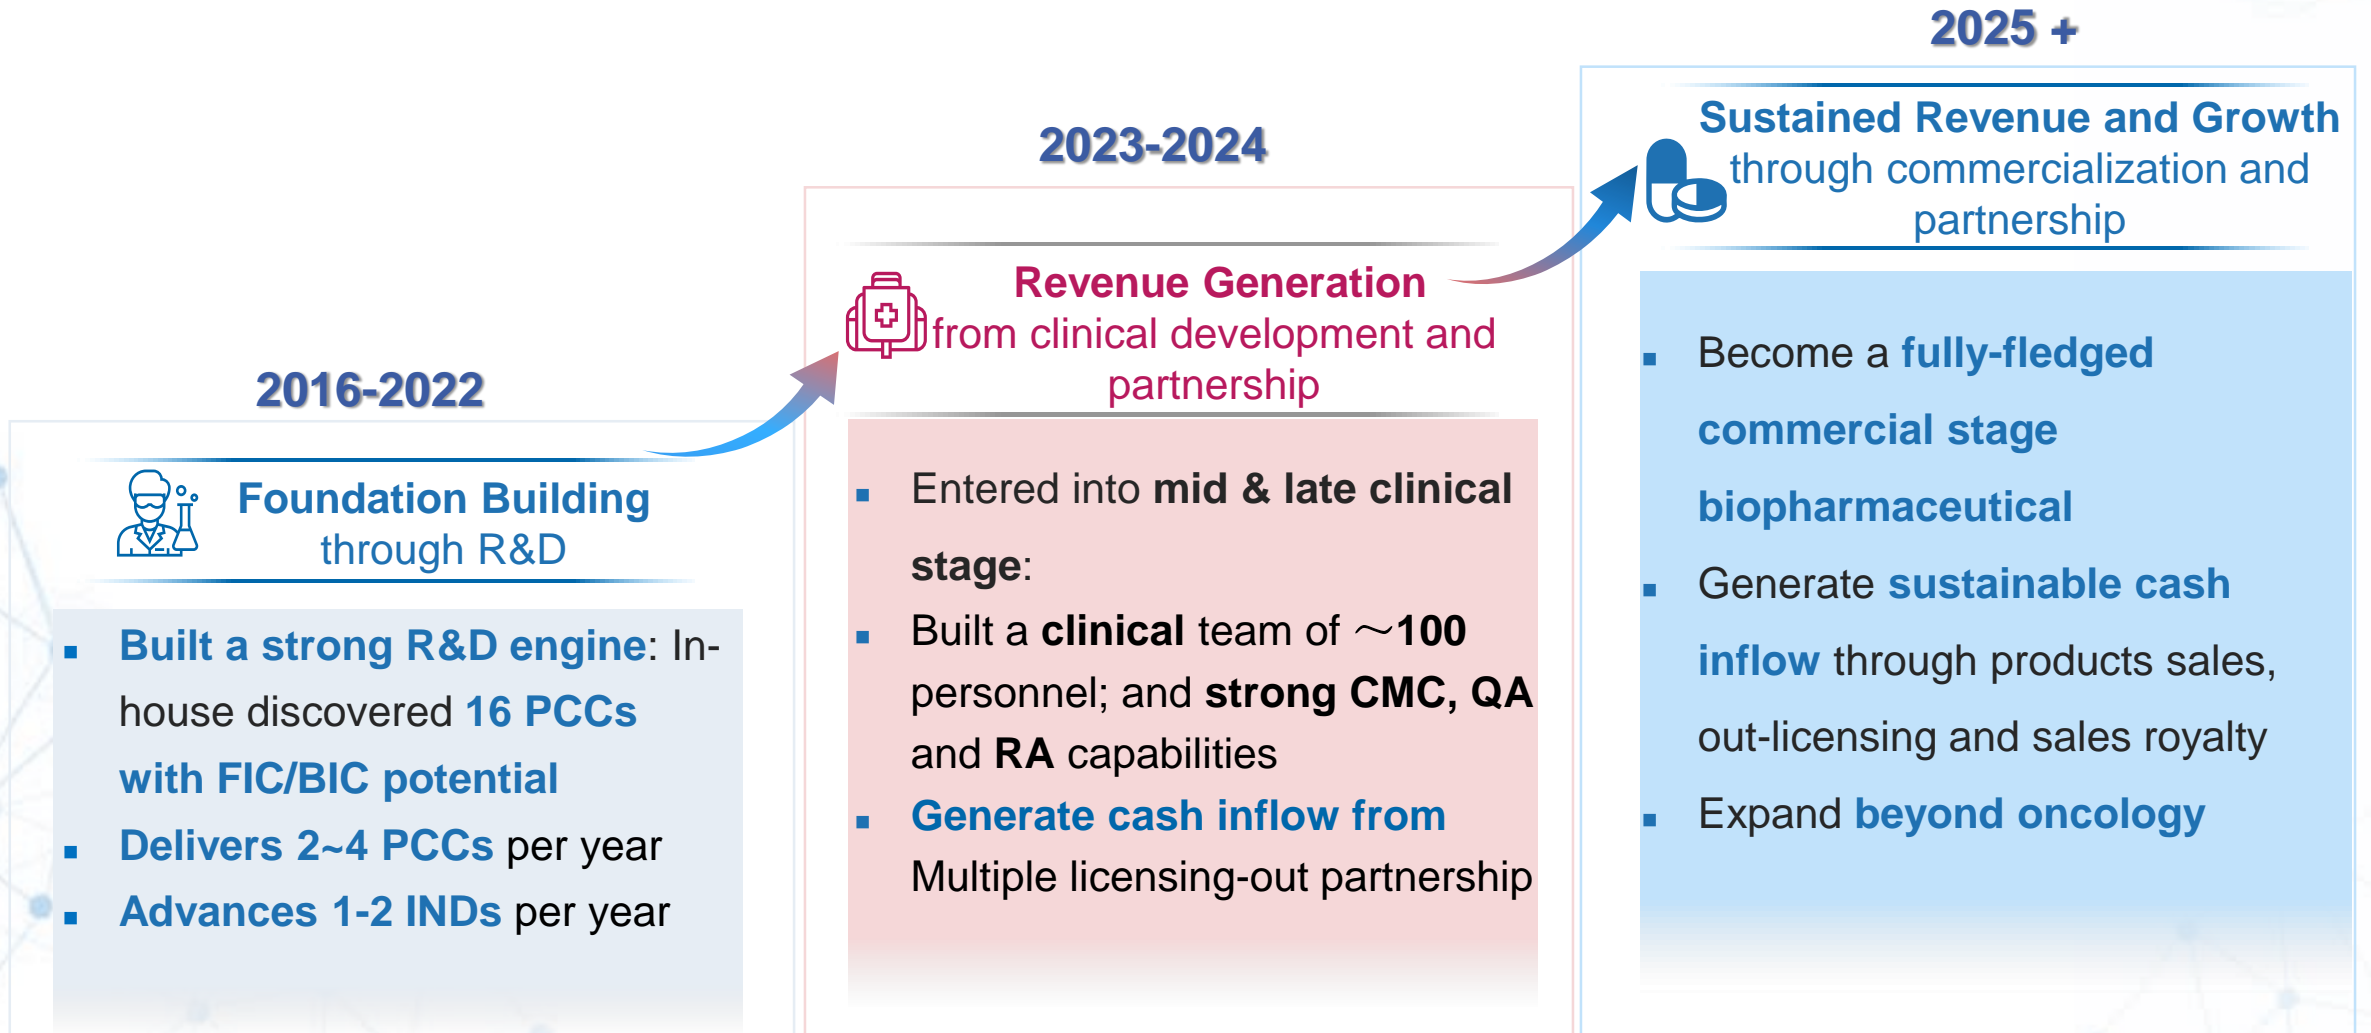 2016-2022
Foundation Building
through R&D
▪ Built a strong R&D engine: In-
house discovered 16 PCCs
with FIC/BIC potential
▪ Delivers 2~4 PCCs per year
▪ Advances 1-2 INDs per year
2023-2024
Revenue Generation
from clinical development and
partnership
▪ Entered into mid & late clinical
stage:
▪ Built a clinical team of ~100
personnel; and strong CMC, QA
and RA capabilities
▪ Generate cash inflow from
Multiple licensing-out partnership
2025 +
Sustained Revenue and Growth
through commercialization and
partnership
▪ Become a fully-fledged
commercial stage
biopharmaceutical
▪ Generate sustainable cash
inflow through products sales,
out-licensing and sales royalty
▪ Expand beyond oncology